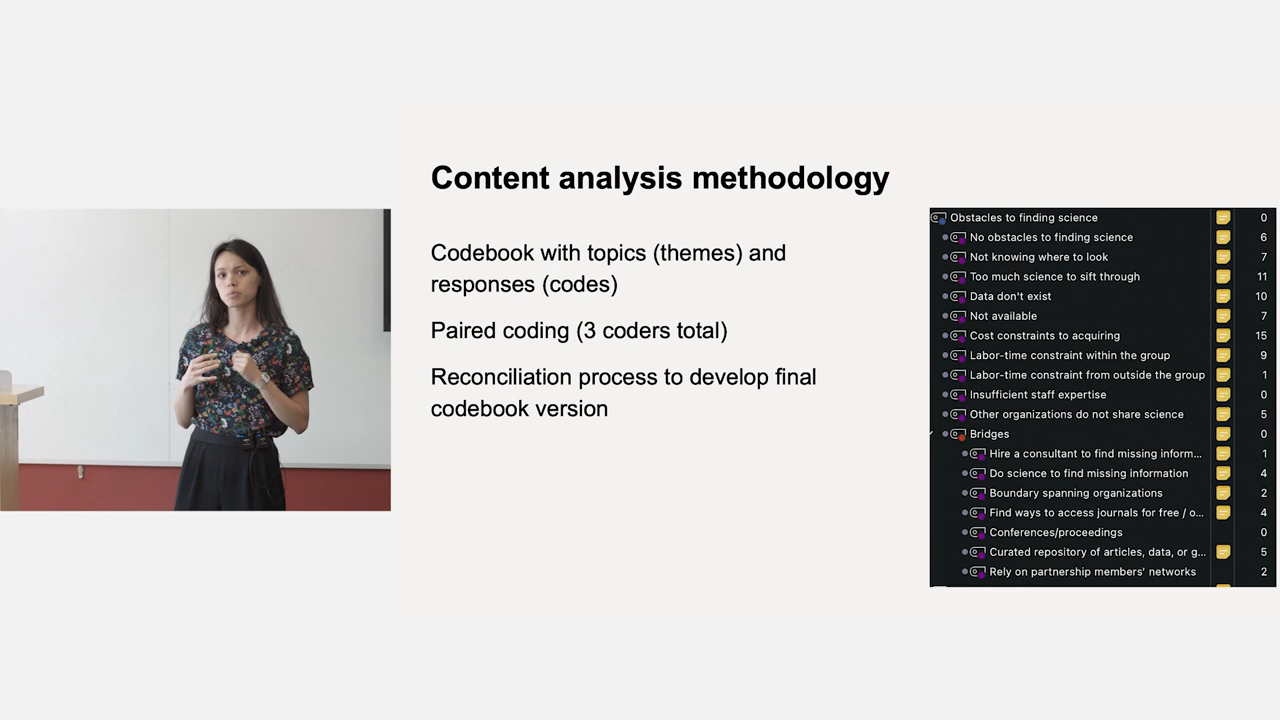 Content analysis methodology
Codebook with topics (themes) and
responses (codes)
Paired coding (3 coders total)
Reconciliation process to develop final
codebook version
Obstacles to finding science 0
No obstacles to finding science 6
Not knowing where to look 7
Too much science to sift through 11
Data don't exist 10
Not available 7
Cost constraints to acquiring 15
Labor-time constraint within the group 9
Labor-time constraint from outside the group 1
Insufficient staff expertise 0
Other organizations do not share science 5
Bridges 0
Hire a consultant to find missing inform... 1
Do science to find missing information 4
Boundary spanning organizations 2
Find ways to access journals for free / o... 4
Conferences/proceedings 0
Curated repository of articles, data, or g... 5
Rely on partnership members’ networks 2